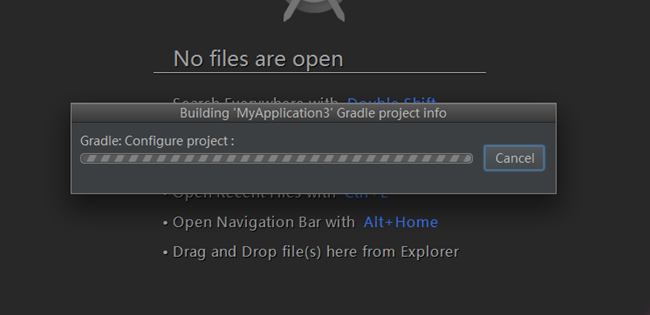 No files are open
Search Everywhere with Double Shift
Building 'MyApplication3' Gradle project info
Gradle: Configure project :
Cancel
Open Recent Files with Ctrl+E
• Open Navigation Bar with Alt+Home
• Drag and Drop file(s) here from Explorer